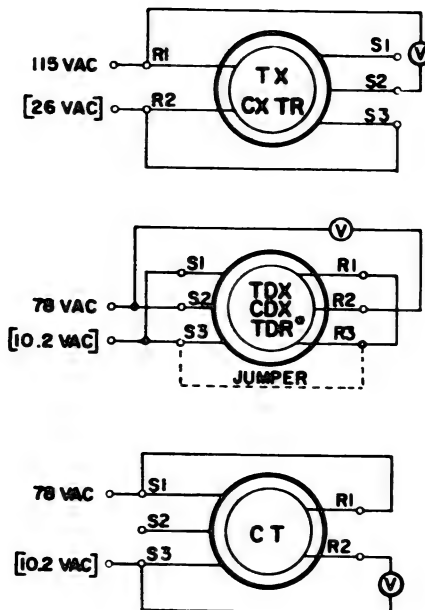 S1
115 VAC R1 TX V
S2
[26 VAC] R2 CX TR
S3
V
S1 R1
TDX
78 VAC S2 CDX R2
TDR
[10.2 VAC] S3 R3
JUMPER
78 VAC S1
R1
S2 CT
R2
[10.2 VAC] S3
V